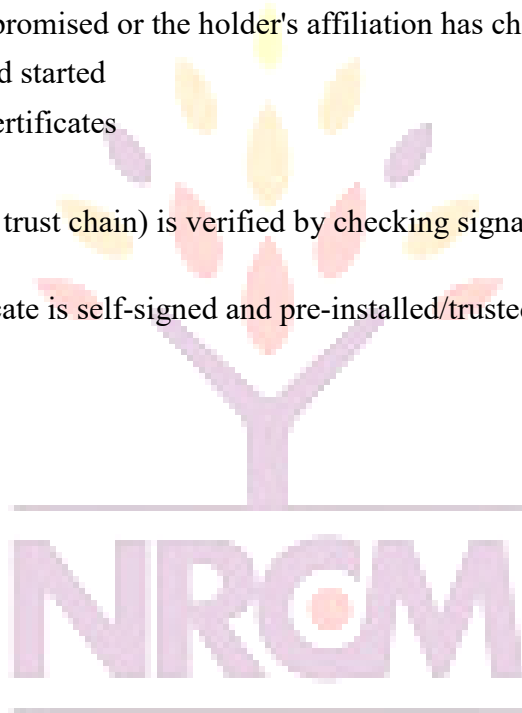 promised or the holder's affiliation has ch
d started
ertificates
trust chain) is verified by checking signa
cate is self-signed and pre-installed/trusted
NRCM